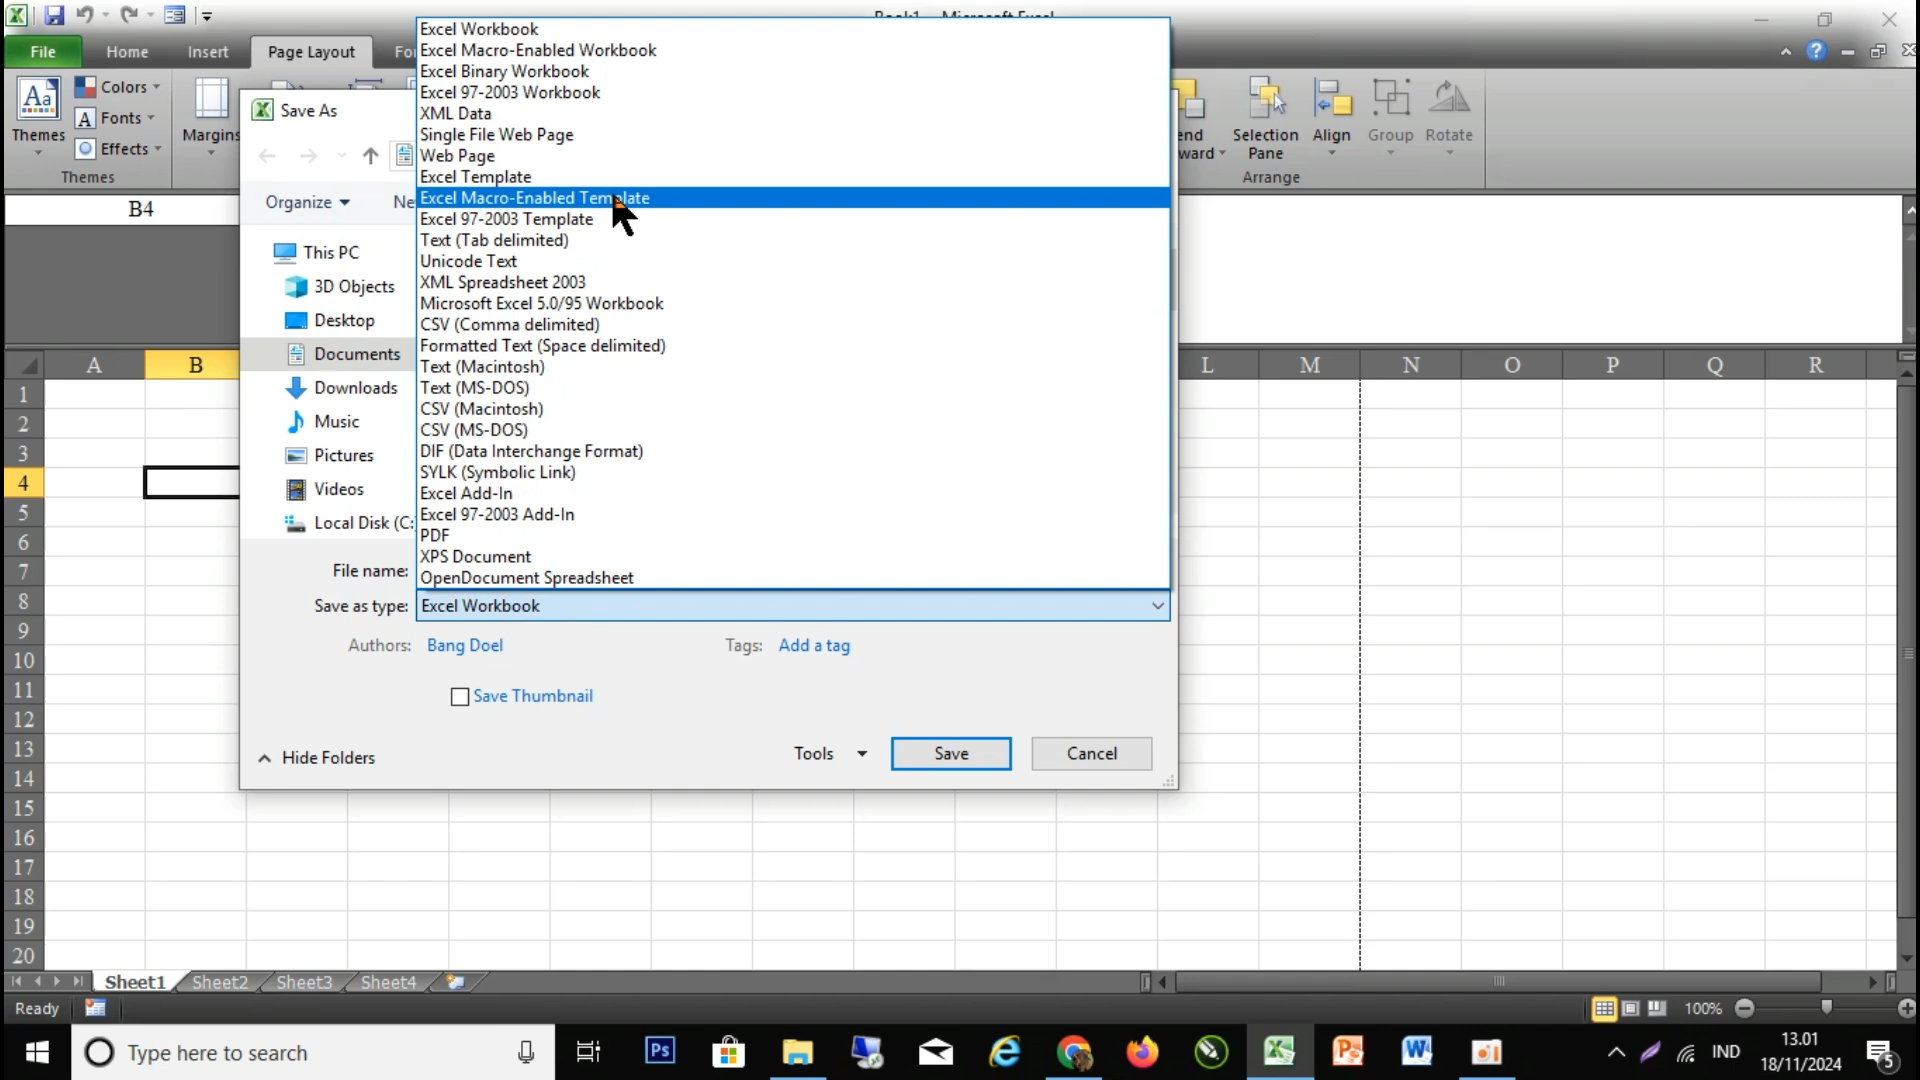 File
Home
Insert
Page Layout
Fo
Aa
Themes
Colors
Fonts
Effects
Themes
Margins
end
ward
Selection Pane
Align
Group
Rotate
Arrange
B4
Save As
Organize
Ne
This PC
3D Objects
Desktop
Documents
Downloads
Music
Pictures
Videos
Local Disk (C:
Excel Workbook
Excel Macro-Enabled Workbook
Excel Binary Workbook
Excel 97-2003 Workbook
XML Data
Single File Web Page
Web Page
Excel Template
Excel Macro-Enabled Template
Excel 97-2003 Template
Text (Tab delimited)
Unicode Text
XML Spreadsheet 2003
Microsoft Excel 5.0/95 Workbook
CSV (Comma delimited)
Formatted Text (Space delimited)
Text (Macintosh)
Text (MS-DOS)
CSV (Macintosh)
CSV (MS-DOS)
DIF (Data Interchange Format)
SYLK (Symbolic Link)
Excel Add-In
Excel 97-2003 Add-In
PDF
XPS Document
OpenDocument Spreadsheet
File name:
Save as type: Excel Workbook
Authors: Bang Doel Tags: Add a tag
Save Thumbnail
Hide Folders
Tools
Save
Cancel
A B L M N O P Q R
1
2
3
4
5
6
7
8
9
10
11
12
13
14
15
16
17
18
19
20
Sheet1 Sheet2 Sheet3 Sheet4
Ready
100%
Type here to search
Ps
IND
13.01
18/11/2024
5